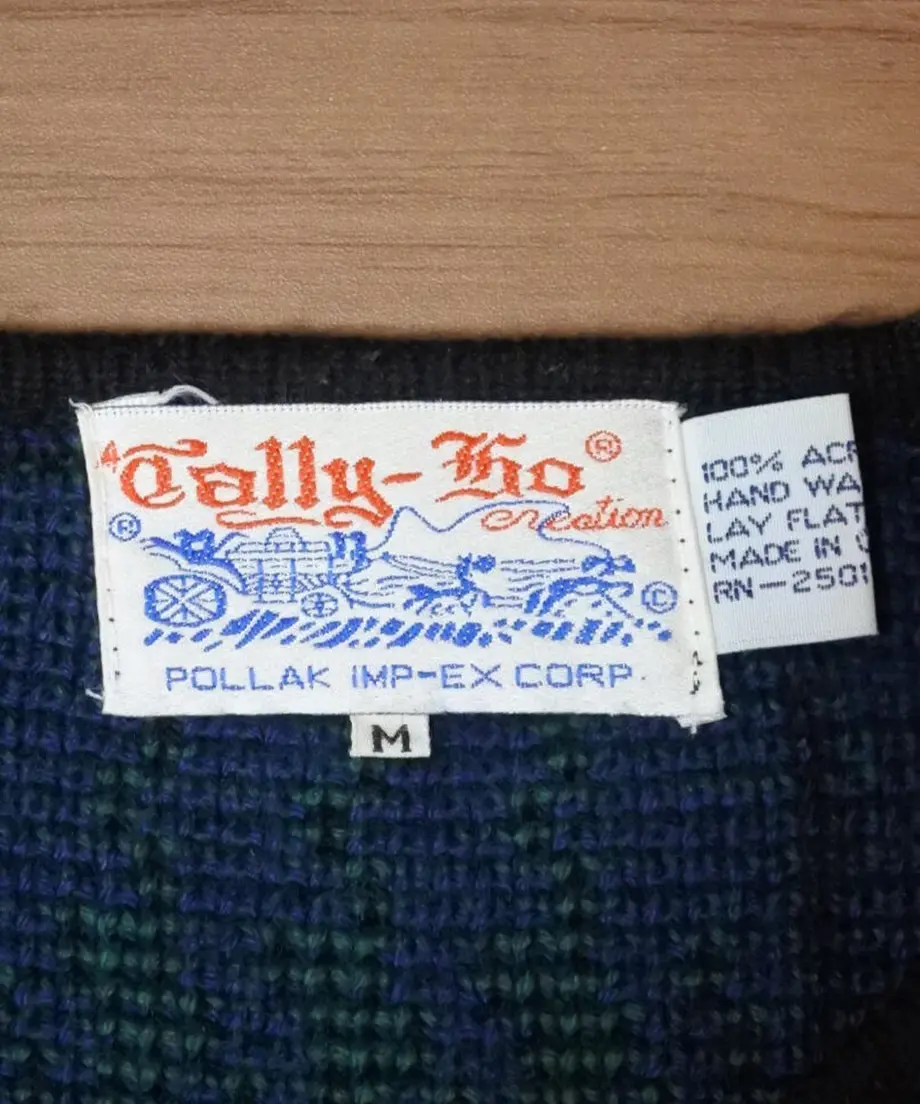 A Tally-Ho®
creation
®
©
POLLAK IMP-EX CORP.
M
100% ACR
HAND WA
LAY FLAT
MADE IN
RN-2501